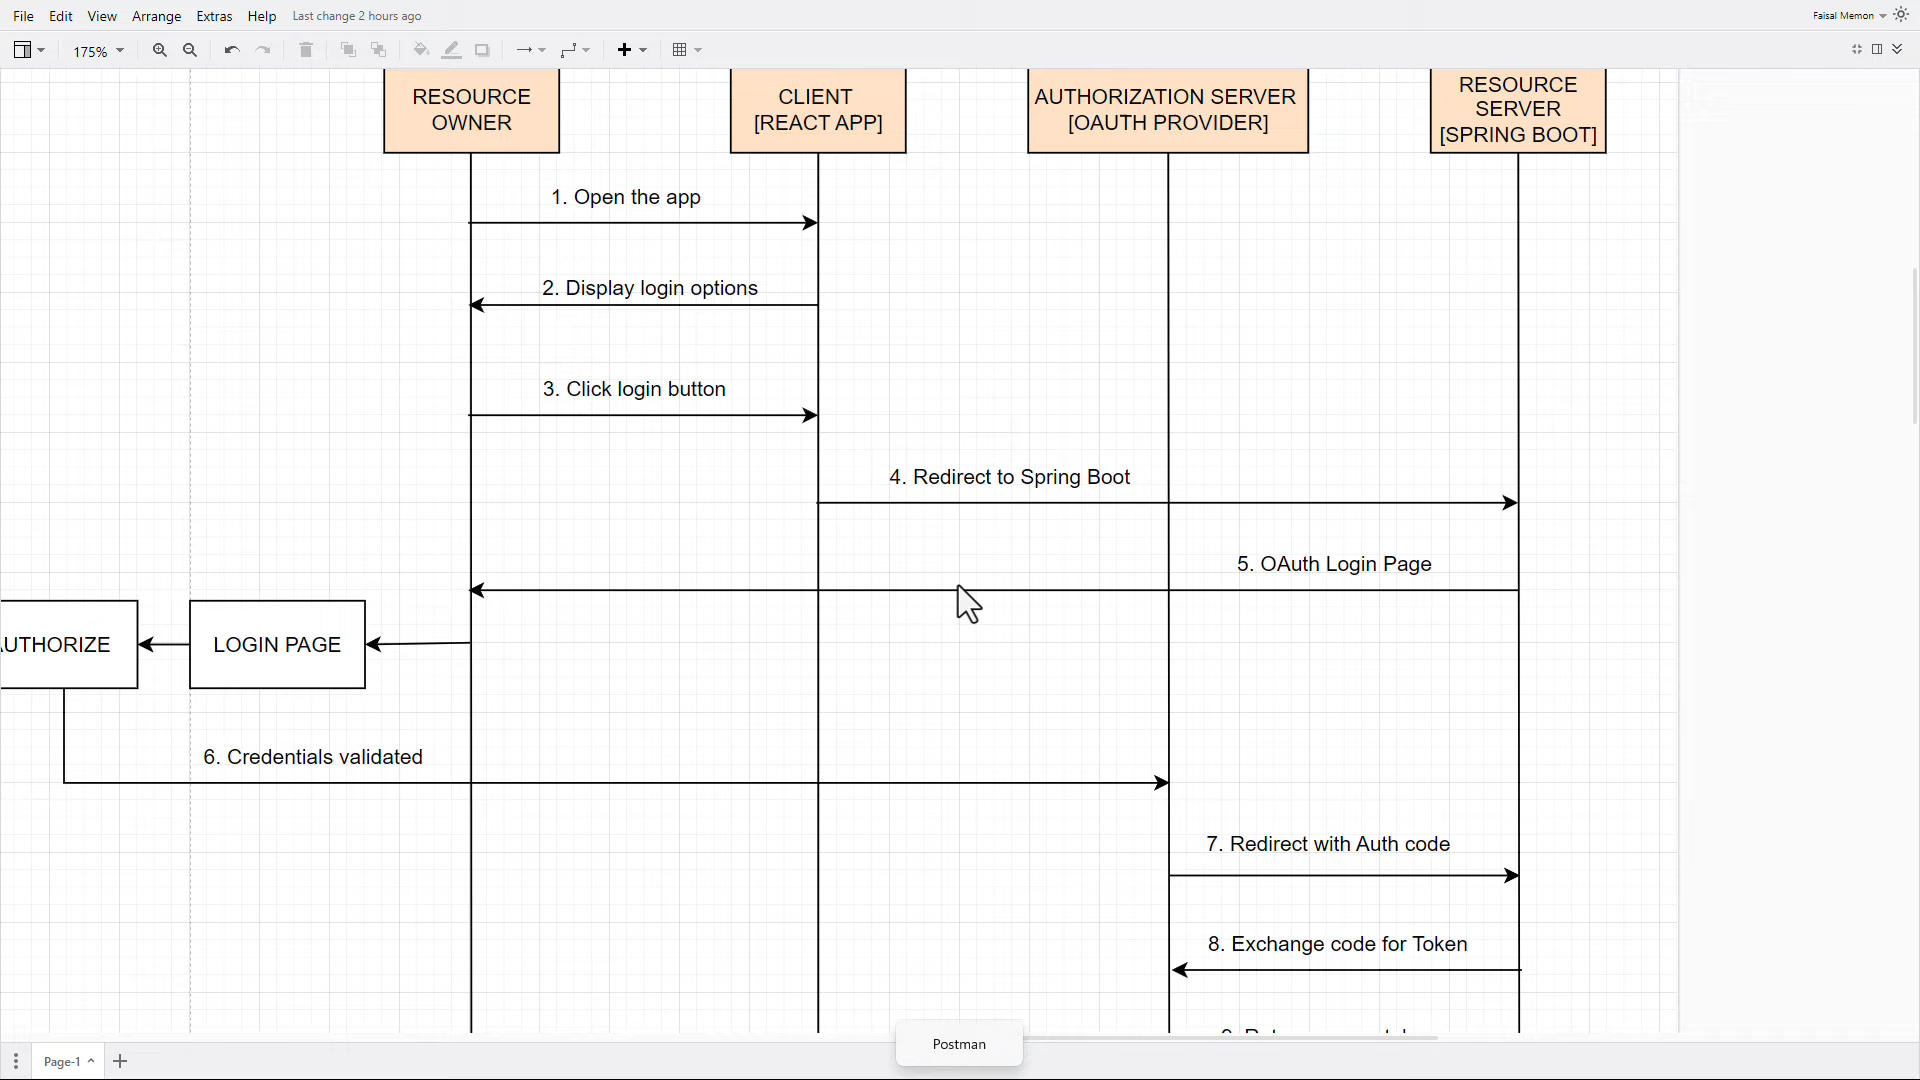 File Edit View Arrange Extras Help Last change 2 hours ago
Faisal Memon
175%
RESOURCE
OWNER
CLIENT
[REACT APP]
AUTHORIZATION SERVER
[OAUTH PROVIDER]
RESOURCE
SERVER
[SPRING BOOT]
1. Open the app
2. Display login options
3. Click login button
4. Redirect to Spring Boot
5. OAuth Login Page
UTHORIZE
LOGIN PAGE
6. Credentials validated
7. Redirect with Auth code
8. Exchange code for Token
Postman
Page-1